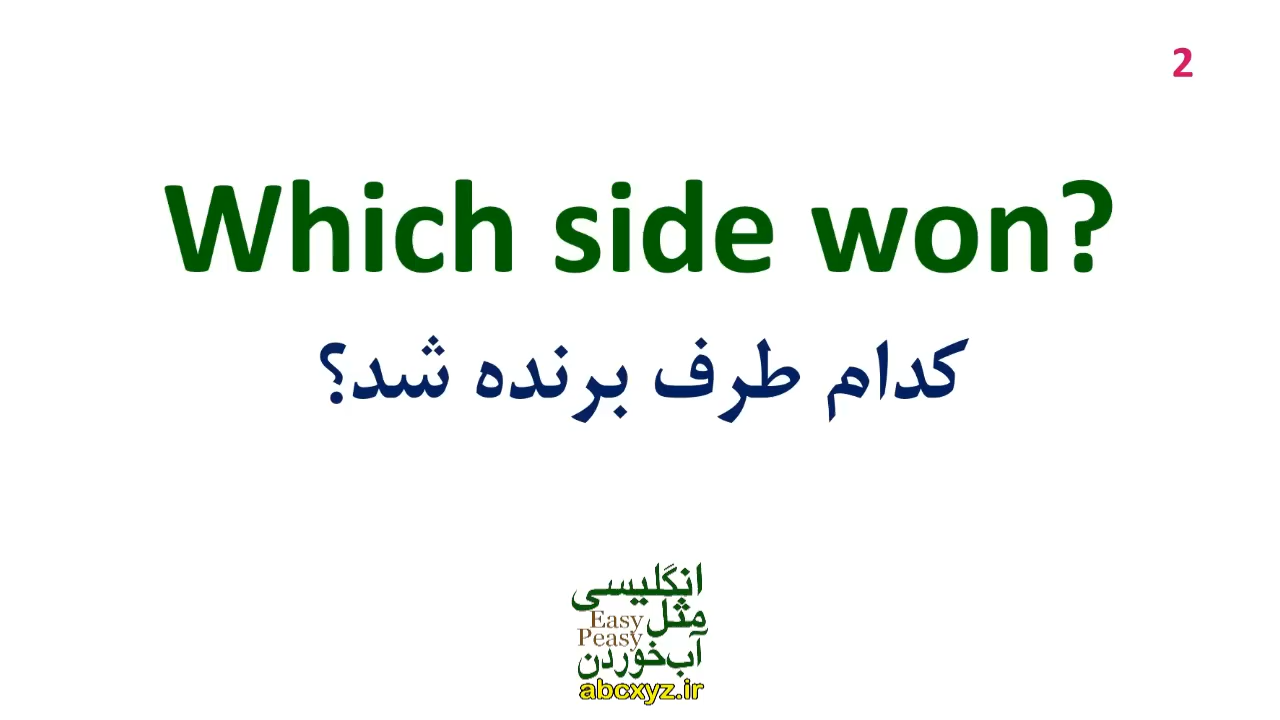 2
Which side won?
کدام طرف برنده شد؟
انگلیسی
مثل
Easy
Peasy
آب‌خوردن
abcxyz.ir